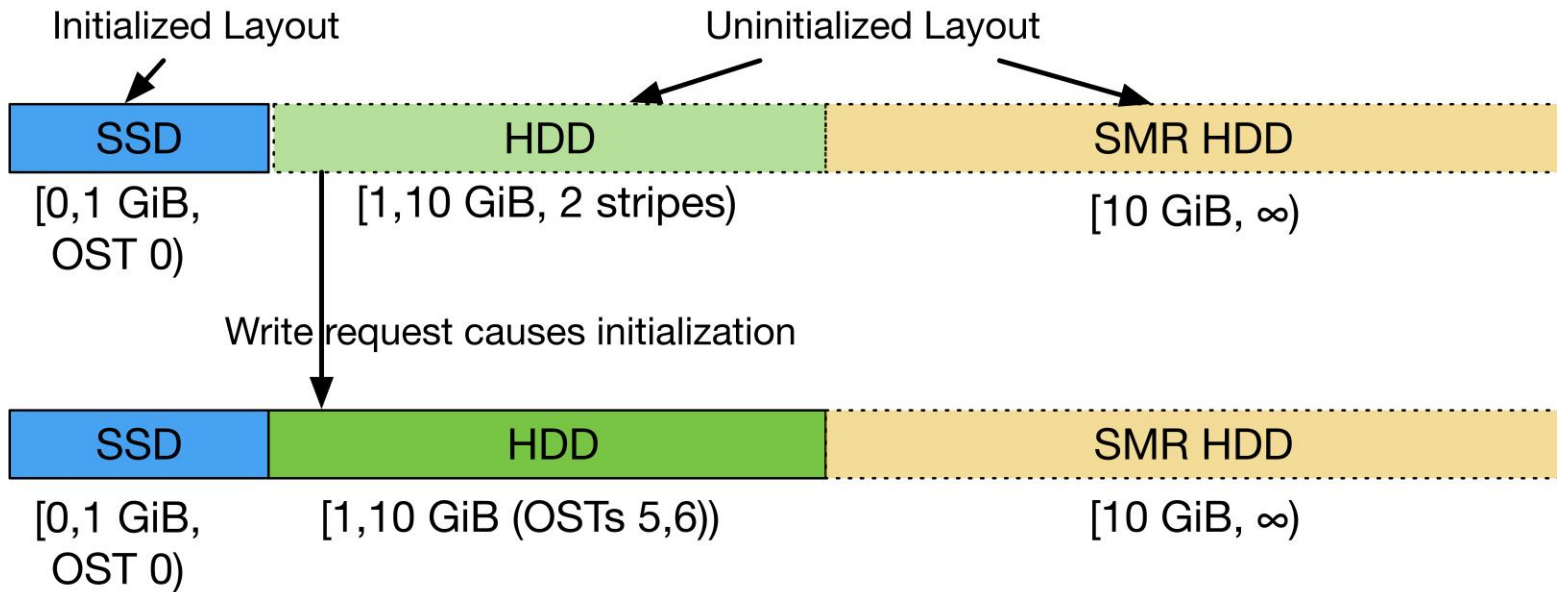 Initialized Layout
Uninitialized Layout
SSD
HDD
SMR HDD
[0,1 GiB,
OST 0)
[1,10 GiB, 2 stripes)
[10 GiB, ∞)
Write request causes initialization
SSD
HDD
SMR HDD
[0,1 GiB,
OST 0)
[1,10 GiB (OSTs 5,6))
[10 GiB, ∞)